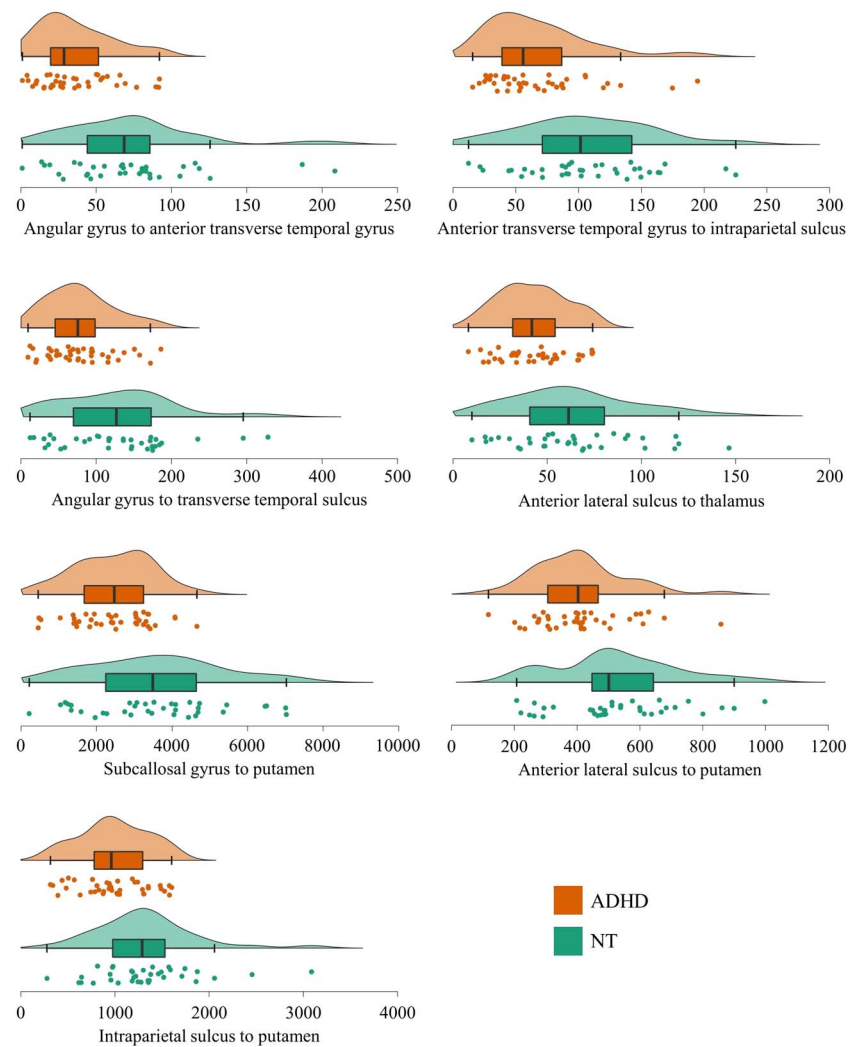 0 50 100 150 200 250
Angular gyrus to anterior transverse temporal gyrus
0 50 100 150 200 250 300
Anterior transverse temporal gyrus to intraparietal sulcus
0 100 200 300 400 500
Angular gyrus to transverse temporal sulcus
0 50 100 150 200
Anterior lateral sulcus to thalamus
0 2000 4000 6000 8000 10000
Subcallosal gyrus to putamen
0 200 400 600 800 1000 1200
Anterior lateral sulcus to putamen
0 1000 2000 3000 4000
Intraparietal sulcus to putamen
ADHD
NT